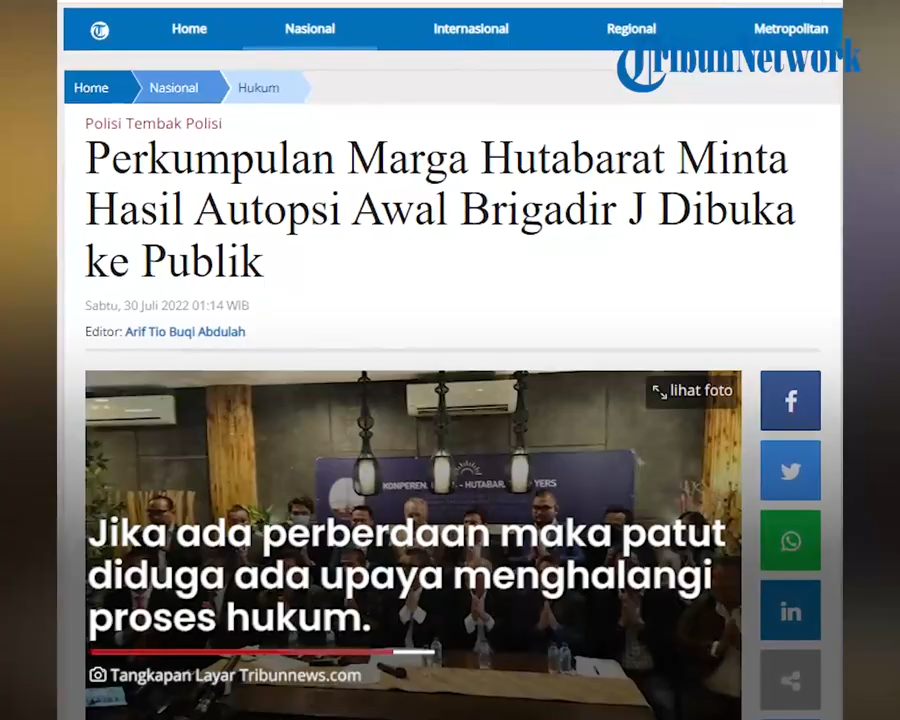 Home Nasional Internasional Regional Metropolitan
TribunNetwork
Home Nasional Hukum
Polisi Tembak Polisi
Perkumpulan Marga Hutabarat Minta
Hasil Autopsi Awal Brigadir J Dibuka
ke Publik
Sabtu, 30 Juli 2022 01:14 WIB
Editor: Arif Tio Buqi Abdulah
lihat foto
Jika ada perberdaan maka patut
diduga ada upaya menghalangi
proses hukum.
Tangkapan Layar Tribunnews.com